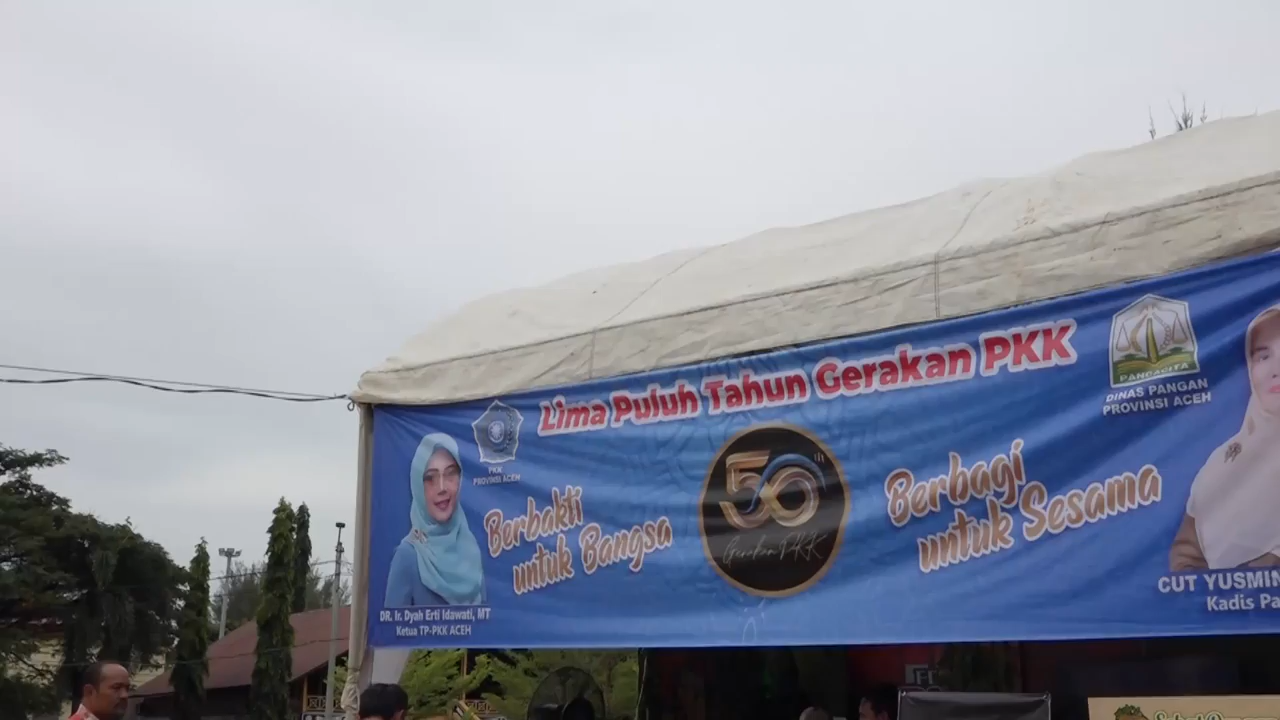 Lima Puluh Tahun Gerakan PKK
PKK
PROVINSI ACEH
PANCACITA
DINAS PANGAN
PROVINSI ACEH
Berbakti
untuk Bangsa
50th
Gerakan PKK
Berbagi
untuk Sesama
DR. Ir. Dyah Erti Idawati, MT
Ketua TP-PKK ACEH
CUT YUSMIN
Kadis Pa